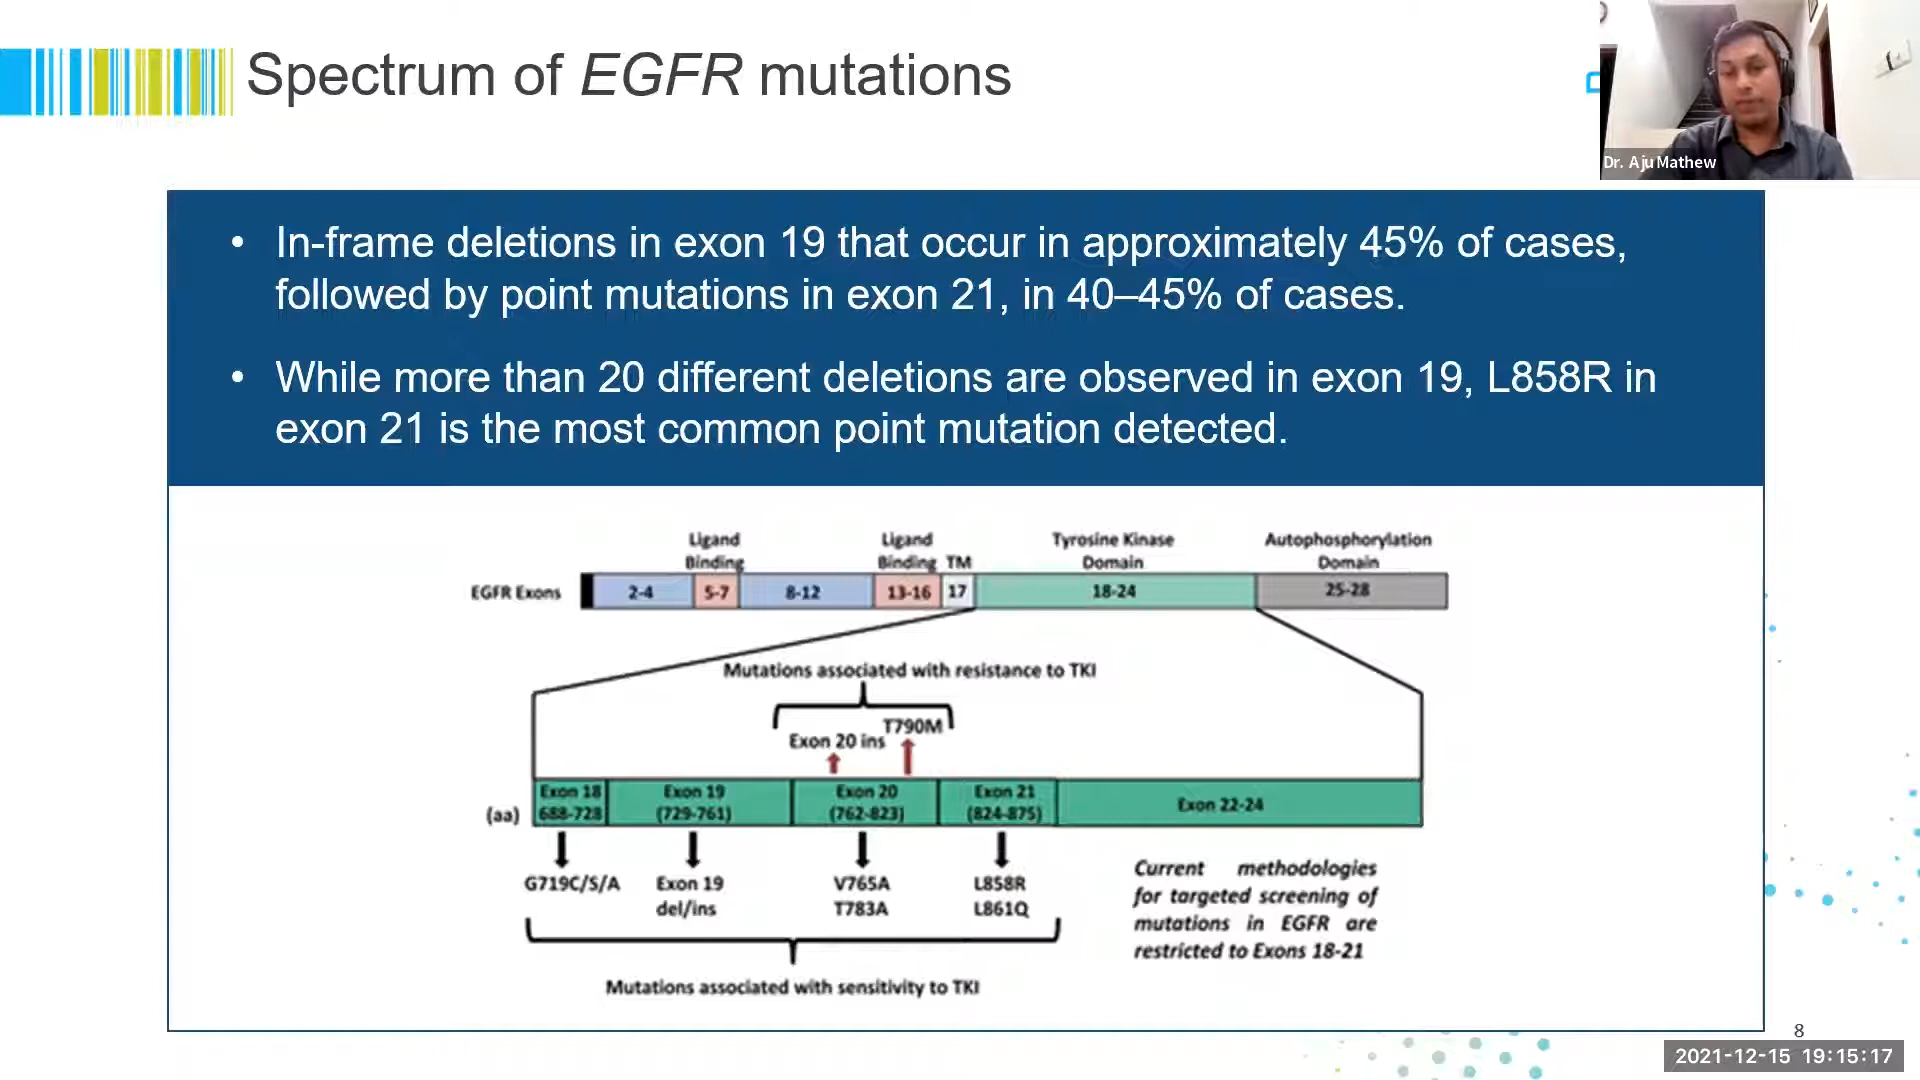 Spectrum of EGFR mutations
Dr. Aju Mathew
• In-frame deletions in exon 19 that occur in approximately 45% of cases,
followed by point mutations in exon 21, in 40–45% of cases.
• While more than 20 different deletions are observed in exon 19, L858R in
exon 21 is the most common point mutation detected.
Ligand Binding
Ligand Binding
TM
Tyrosine Kinase Domain
Autophosphorylation Domain
EGFR Exons
2-4
5-7
8-12
13-16
17
18-24
25-28
Mutations associated with resistance to TKI
Exon 20 ins
T790M
(aa)
Exon 18
688-728
Exon 19
(729-761)
Exon 20
(762-823)
Exon 21
(824-875)
Exon 22-24
G719C/S/A
Exon 19
del/ins
V765A
T783A
L858R
L861Q
Mutations associated with sensitivity to TKI
Current methodologies
for targeted screening of
mutations in EGFR are
restricted to Exons 18-21
8
2021-12-15 19:15:17